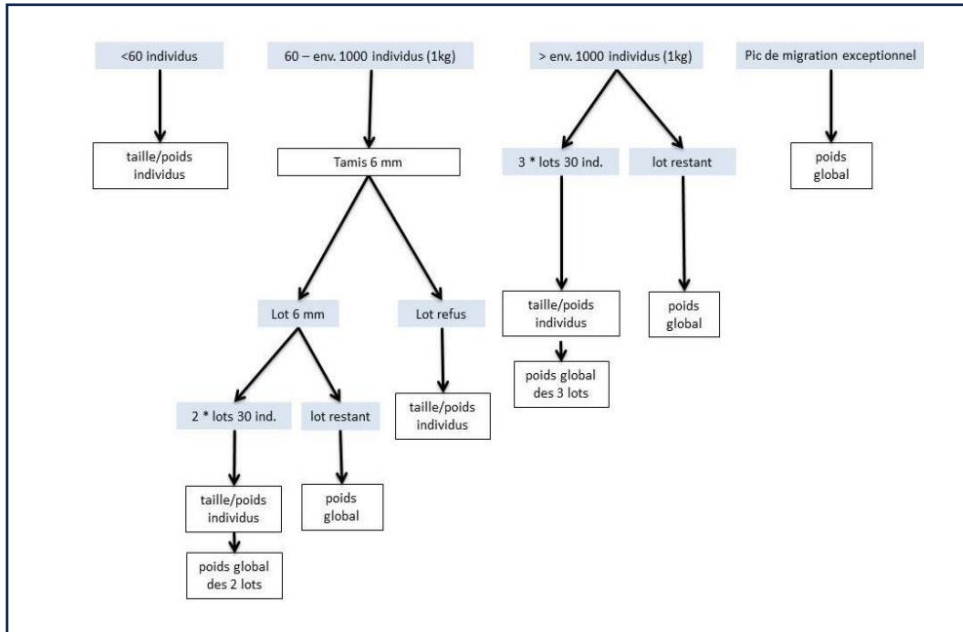 <60 individus
60 – env. 1000 individus (1kg)
> env. 1000 individus (1kg)
Pic de migration exceptionnel
taille/poids
individus
Tamis 6 mm
3 * lots 30 ind.
lot restant
poids
global
Lot 6 mm
Lot refus
taille/poids
individus
poids
global
poids global
des 3 lots
2 * lots 30 ind.
lot restant
taille/poids
individus
taille/poids
individus
poids
global
poids global
des 2 lots